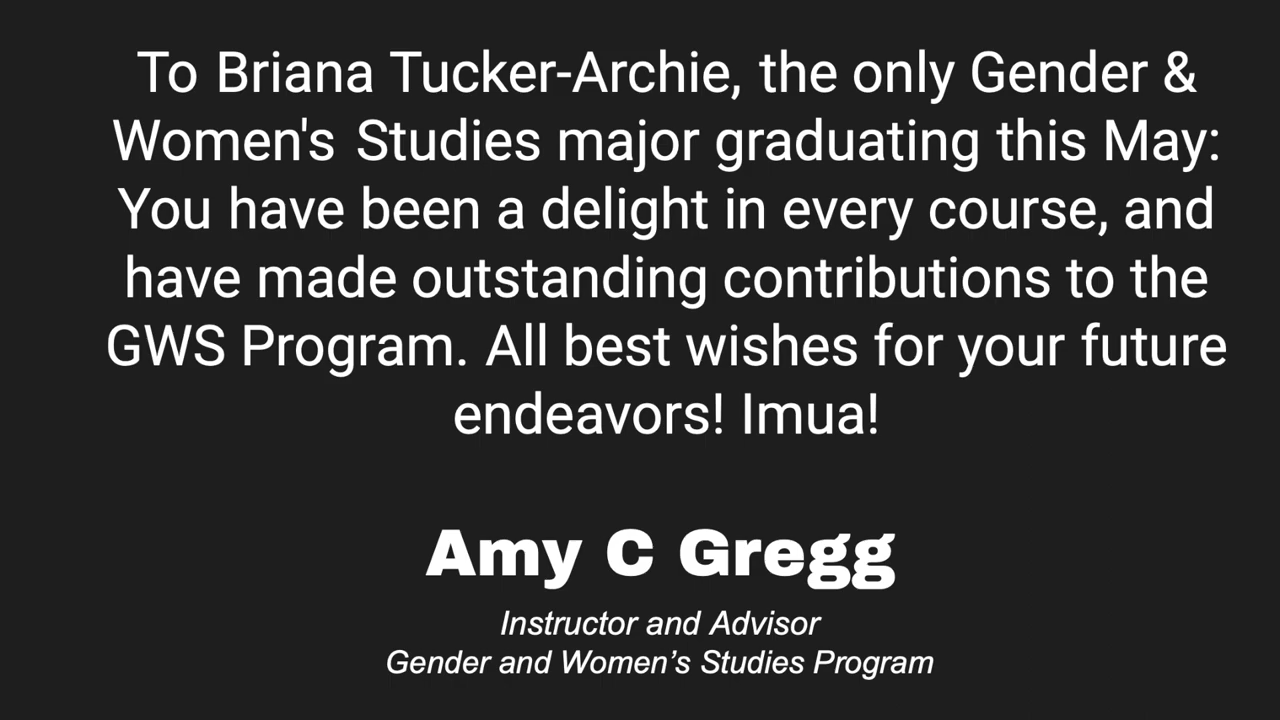 To Briana Tucker-Archie, the only Gender &
Women's Studies major graduating this May:
You have been a delight in every course, and
have made outstanding contributions to the
GWS Program. All best wishes for your future
endeavors! Imua!
Amy C Gregg
Instructor and Advisor
Gender and Women’s Studies Program